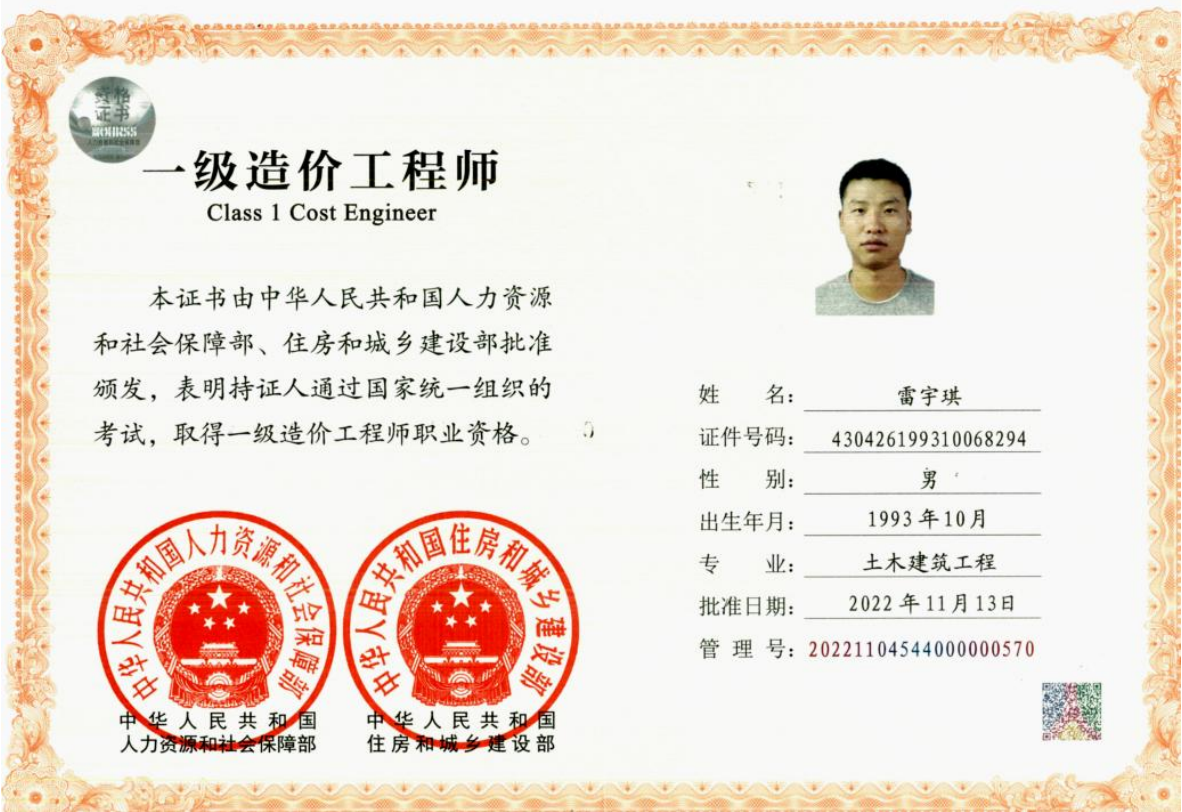 资格
证书
MOHRSS
一级造价工程师
Class 1 Cost Engineer
本证书由中华人民共和国人力资源
和社会保障部、住房和城乡建设部批准
颁发，表明持证人通过国家统一组织的
考试，取得一级造价工程师职业资格。
中华人民共和国人力资源和社会保障部
中华人民共和国
人力资源和社会保障部
中华人民共和国住房和城乡建设部
中华人民共和国
住房和城乡建设部
姓 名：雷宇琪
证件号码：430426199310068294
性 别：男
出生年月：1993年10月
专 业：土木建筑工程
批准日期：2022年11月13日
管 理 号：20221104544000000570